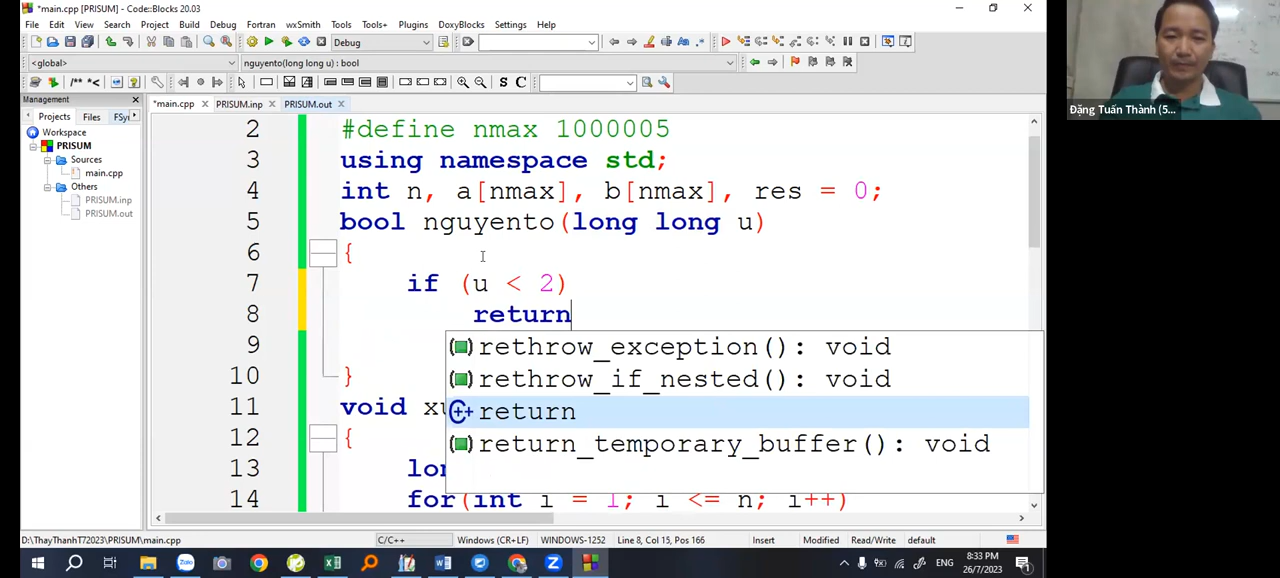 *main.cpp [PRISUM] - Code::Blocks 20.03
File Edit View Search Project Build Debug Fortran wxSmith Tools Tools+ Plugins DoxyBlocks Settings Help
Debug
<global>
nguyento(long long u) : bool
/** *<
S C
Management
Projects Files FSy
Workspace
PRISUM
Sources
main.cpp
Others
PRISUM.inp
PRISUM.out
*main.cpp PRISUM.inp PRISUM.out
2 #define nmax 1000005
3 using namespace std;
4 int n, a[nmax], b[nmax], res = 0;
5 bool nguyento(long long u)
6 {
7 if (u < 2)
8 return
rethrow_exception(): void
9
rethrow_if_nested(): void
10 }
return
11 void xu
return_temporary_buffer(): void
12 {
13 lon
14 for(int i = 1; i <= n; i++)
D:\ThayThanhT72023\PRISUM\main.cpp C/C++ Windows (CR+LF) WINDOWS-1252 Line 8, Col 15, Pos 166 Insert Modified Read/Write default
ENG
8:33 PM
26/7/2023
Đặng Tuấn Thành (5...